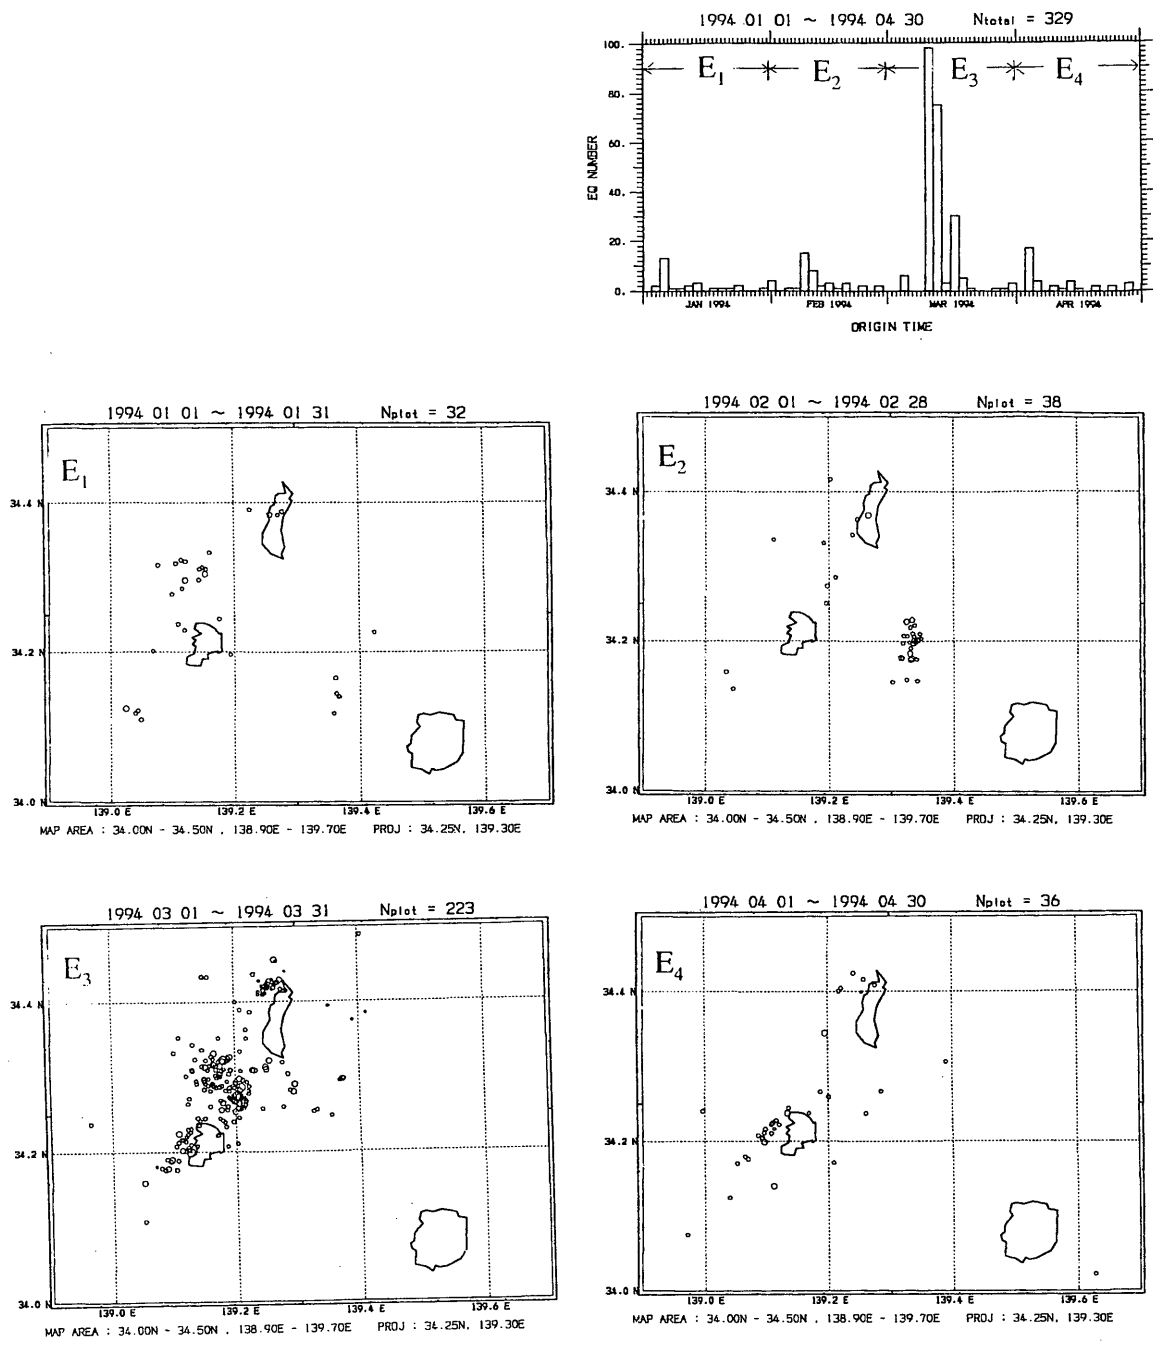 1994 01 01 ~ 1994 04 30 Ntotal = 329
100.
E1 E2 E3 E4
80.
60.
EQ NUMBER
40.
20.
0.
JAN 1994 FEB 1994 MAR 1994 APR 1994
ORIGIN TIME
1994 01 01 ~ 1994 01 31 Nplot = 32
E1
34.4 N
34.2 N
34.0 N
139.0 E 139.2 E 139.4 E 139.6 E
MAP AREA : 34.00N - 34.50N , 138.90E - 139.70E PROJ : 34.25N, 139.30E
1994 02 01 ~ 1994 02 28 Nplot = 38
E2
34.4 N
34.2 N
34.0 N
139.0 E 139.2 E 139.4 E 139.6 E
MAP AREA : 34.00N - 34.50N , 138.90E - 139.70E PROJ : 34.25N, 139.30E
1994 03 01 ~ 1994 03 31 Nplot = 223
E3
34.4 N
34.2 N
34.0 N
139.0 E 139.2 E 139.4 E 139.6 E
MAP AREA : 34.00N - 34.50N , 138.90E - 139.70E PROJ : 34.25N, 139.30E
1994 04 01 ~ 1994 04 30 Nplot = 36
E4
34.4 N
34.2 N
34.0 N
139.0 E 139.2 E 139.4 E 139.6 E
MAP AREA : 34.00N - 34.50N , 138.90E - 139.70E PROJ : 34.25N, 139.30E